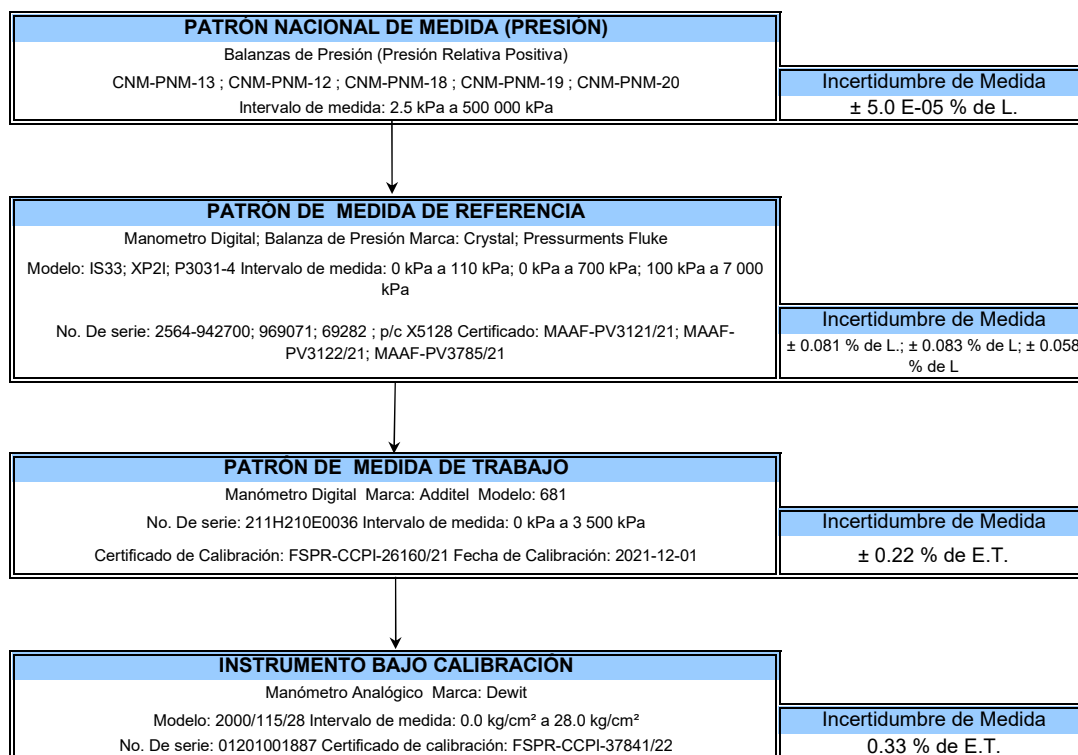 PATRÓN NACIONAL DE MEDIDA (PRESIÓN)
Balanzas de Presión (Presión Relativa Positiva)
CNM-PNM-13 ; CNM-PNM-12 ; CNM-PNM-18 ; CNM-PNM-19 ; CNM-PNM-20
Intervalo de medida: 2.5 kPa a 500 000 kPa
Incertidumbre de Medida
± 5.0 E-05 % de L.
PATRÓN DE MEDIDA DE REFERENCIA
Manometro Digital; Balanza de Presión Marca: Crystal; Pressurments Fluke
Modelo: IS33; XP2I; P3031-4 Intervalo de medida: 0 kPa a 110 kPa; 0 kPa a 700 kPa; 100 kPa a 7 000
kPa
No. De serie: 2564-942700; 969071; 69282 ; p/c X5128 Certificado: MAAF-PV3121/21; MAAF-
PV3122/21; MAAF-PV3785/21
Incertidumbre de Medida
± 0.081 % de L.; ± 0.083 % de L; ± 0.058
% de L
PATRÓN DE MEDIDA DE TRABAJO
Manómetro Digital Marca: Additel Modelo: 681
No. De serie: 211H210E0036 Intervalo de medida: 0 kPa a 3 500 kPa
Certificado de Calibración: FSPR-CCPI-26160/21 Fecha de Calibración: 2021-12-01
Incertidumbre de Medida
± 0.22 % de E.T.
INSTRUMENTO BAJO CALIBRACIÓN
Manómetro Analógico Marca: Dewit
Modelo: 2000/115/28 Intervalo de medida: 0.0 kg/cm² a 28.0 kg/cm²
No. De serie: 01201001887 Certificado de calibración: FSPR-CCPI-37841/22
Incertidumbre de Medida
0.33 % de E.T.